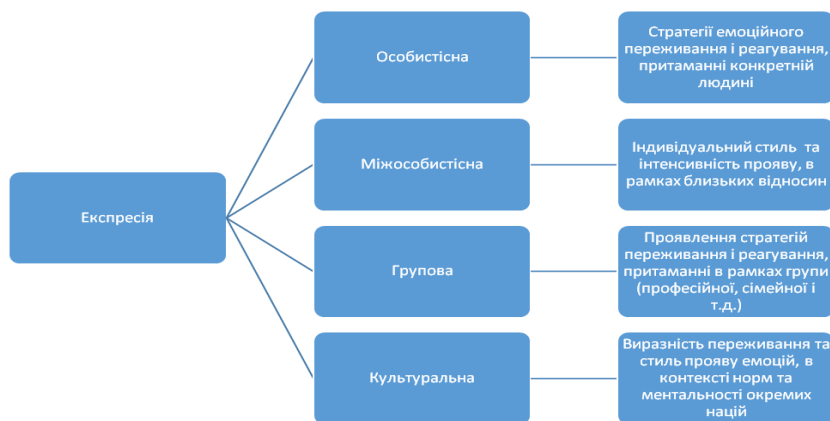 Експресія
Особистісна
Стратегії емоційного
переживання і реагування,
притаманні конкретній
людині
Міжособистісна
Індивідуальний стиль та
інтенсивність прояву, в
рамках близьких відносин
Групова
Проявлення стратегій
переживання і реагування,
притаманні в рамках групи
(професійної, сімейної і
т.д.)
Культуральна
Виразність переживання та
стиль прояву емоцій, в
контексті норм та
ментальності окремих
націй